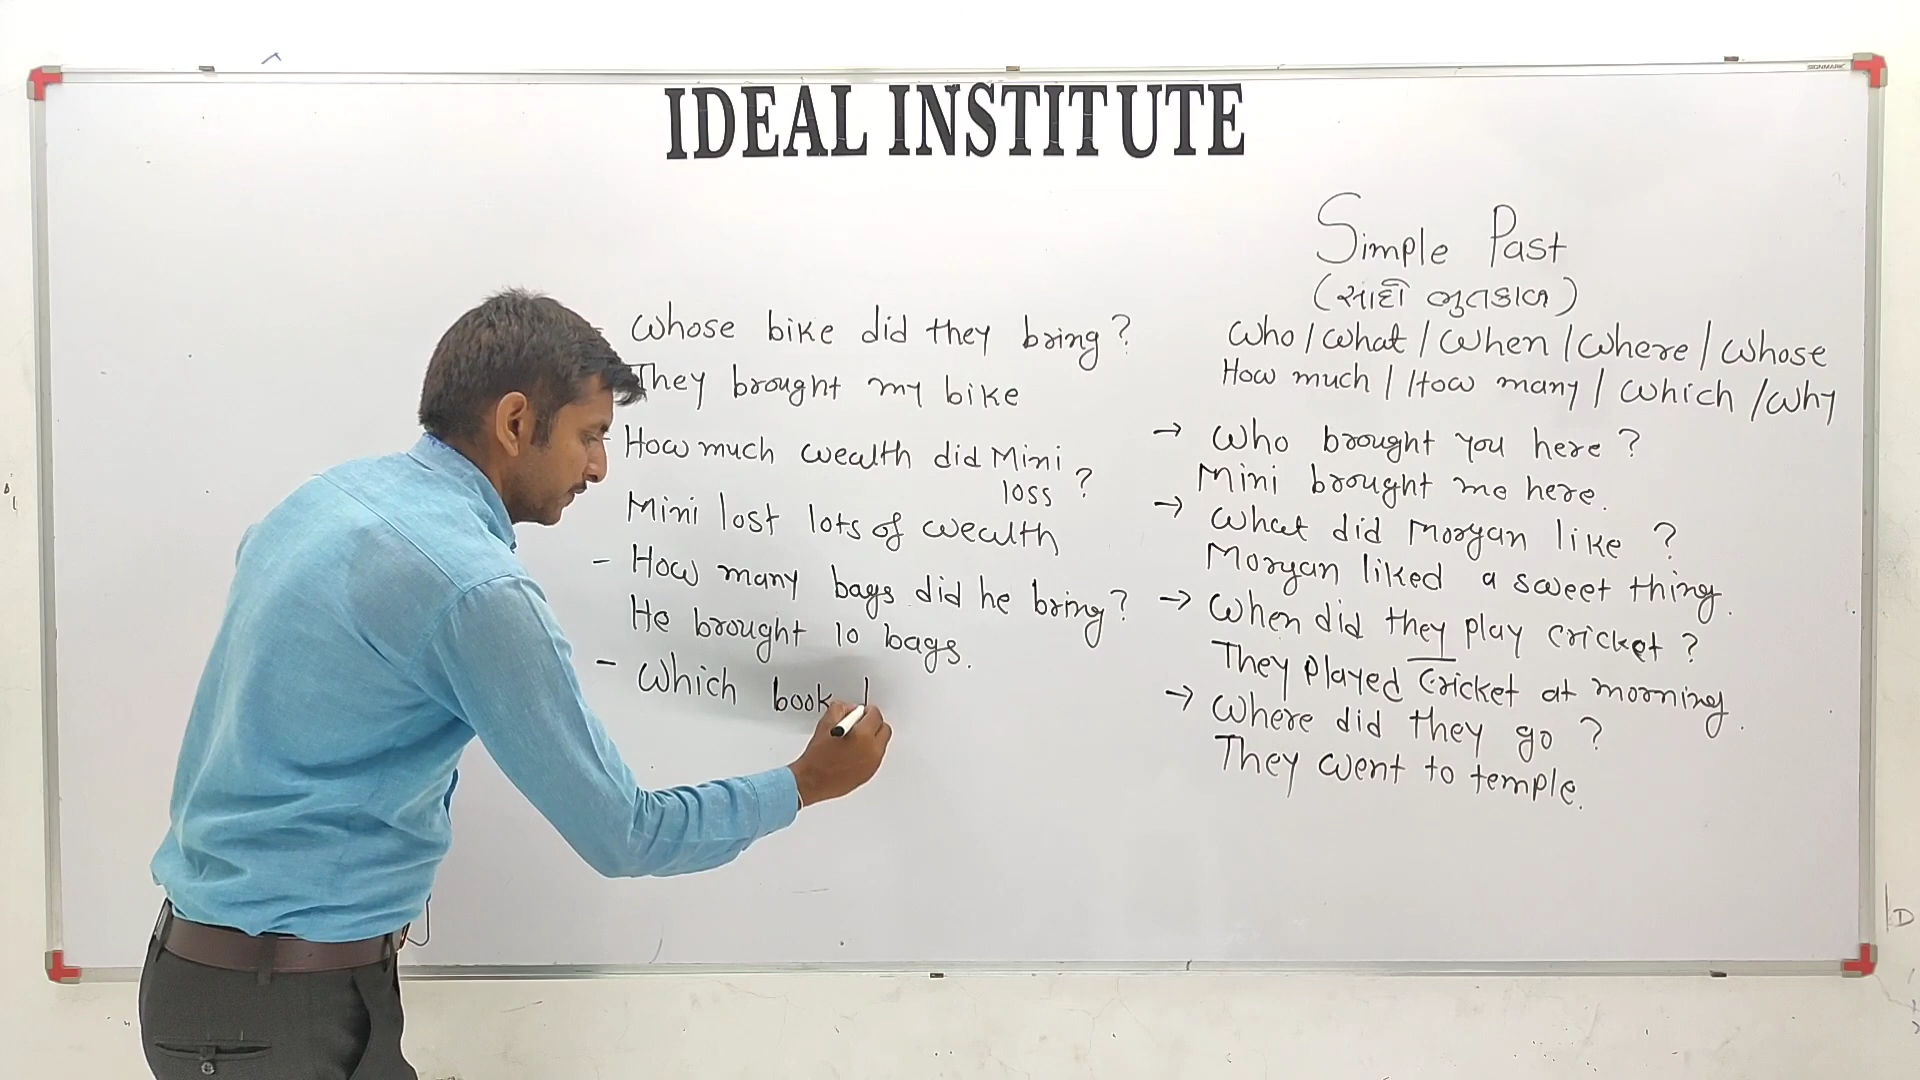 IDEAL INSTITUTE
SIGNMARK
Simple Past
(સાદો ભૂતકાળ)
Who / What / When / Where / Whose
How much / How many / Which / Why
→ Who brought you here ?
Mini brought me here.
→ What did Morgan like ?
Morgan liked a sweet thing.
→ When did they play cricket ?
They played cricket at morning.
→ Where did they go ?
They went to temple.
Whose bike did they bring ?
They brought my bike
- How much wealth did Mini
loss ?
Mini lost lots of wealth
- How many bags did he bring ?
He brought 10 bags.
- Which book